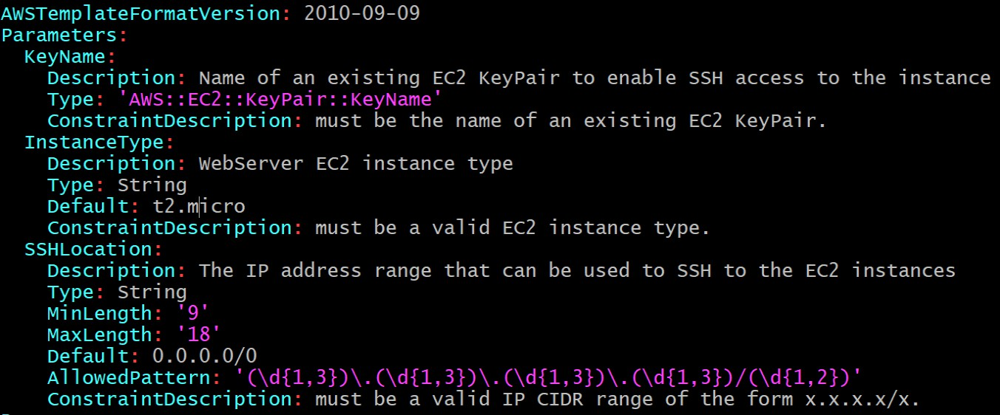 AWSTemplateFormatVersion: 2010-09-09
Parameters:
  KeyName:
    Description: Name of an existing EC2 KeyPair to enable SSH access to the instance
    Type: 'AWS::EC2::KeyPair::KeyName'
    ConstraintDescription: must be the name of an existing EC2 KeyPair.
  InstanceType:
    Description: WebServer EC2 instance type
    Type: String
    Default: t2.micro
    ConstraintDescription: must be a valid EC2 instance type.
  SSHLocation:
    Description: The IP address range that can be used to SSH to the EC2 instances
    Type: String
    MinLength: '9'
    MaxLength: '18'
    Default: 0.0.0.0/0
    AllowedPattern: '(\d{1,3})\.(\d{1,3})\.(\d{1,3})\.(\d{1,3})/(\d{1,2})'
    ConstraintDescription: must be a valid IP CIDR range of the form x.x.x.x/x.